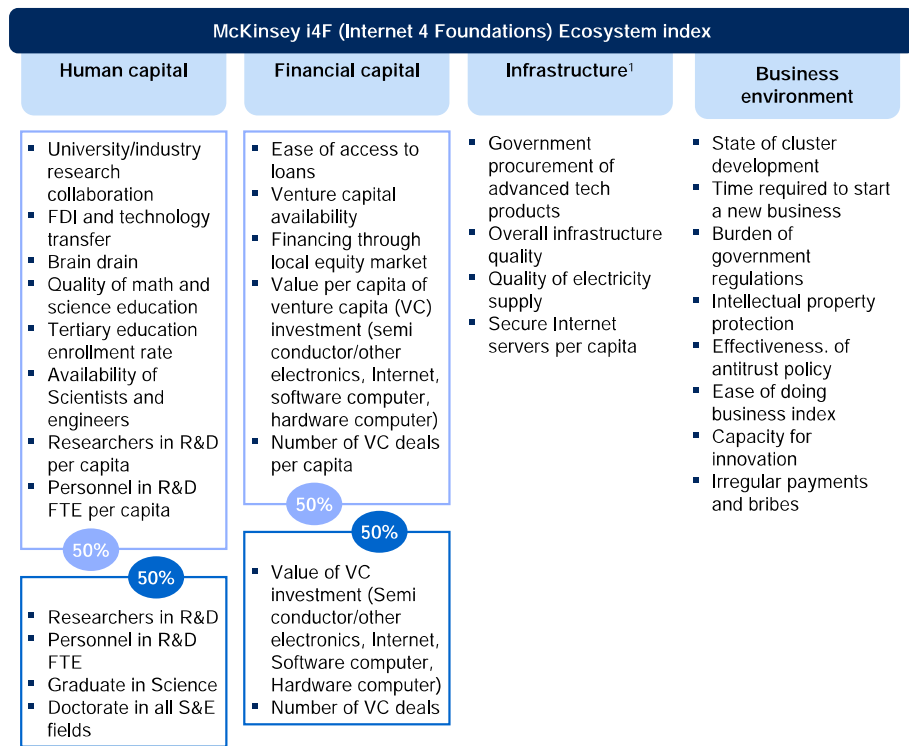 McKinsey i4F (Internet 4 Foundations) Ecosystem index
Human capital
▪ University/industry
research
collaboration
▪ FDI and technology
transfer
▪ Brain drain
▪ Quality of math and
science education
▪ Tertiary education
enrollment rate
▪ Availability of
Scientists and
engineers
▪ Researchers in R&D
per capita
▪ Personnel in R&D
FTE per capita
50%
50%
▪ Researchers in R&D
▪ Personnel in R&D
FTE
▪ Graduate in Science
▪ Doctorate in all S&E
fields
Financial capital
▪ Ease of access to
loans
▪ Venture capital
availability
▪ Financing through
local equity market
▪ Value per capita of
venture capita (VC)
investment (semi
conductor/other
electronics, Internet,
software computer,
hardware computer)
▪ Number of VC deals
per capita
50%
50%
▪ Value of VC
investment (Semi
conductor/other
electronics, Internet,
Software computer,
Hardware computer)
▪ Number of VC deals
Infrastructure¹
▪ Government
procurement of
advanced tech
products
▪ Overall infrastructure
quality
▪ Quality of electricity
supply
▪ Secure Internet
servers per capita
Business
environment
▪ State of cluster
development
▪ Time required to start
a new business
▪ Burden of
government
regulations
▪ Intellectual property
protection
▪ Effectiveness. of
antitrust policy
▪ Ease of doing
business index
▪ Capacity for
innovation
▪ Irregular payments
and bribes